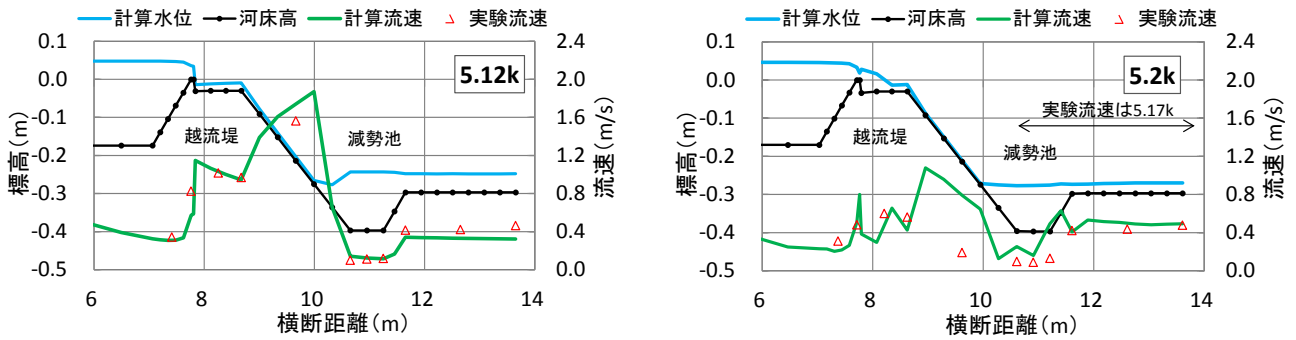 計算水位 河床高 計算流速 実験流速
0.1 2.4
0.0 2.0
-0.1 1.6
-0.2 1.2
-0.3 0.8
-0.4 0.4
-0.5 0.0
標高(m)
流速(m/s)
5.12k
越流堤
減勢池
6 8 10 12 14
横断距離(m)
計算水位 河床高 計算流速 実験流速
0.1 2.4
0.0 2.0
-0.1 1.6
-0.2 1.2
-0.3 0.8
-0.4 0.4
-0.5 0.0
標高(m)
流速(m/s)
5.2k
実験流速は5.17k
越流堤
減勢池
6 8 10 12 14
横断距離(m)